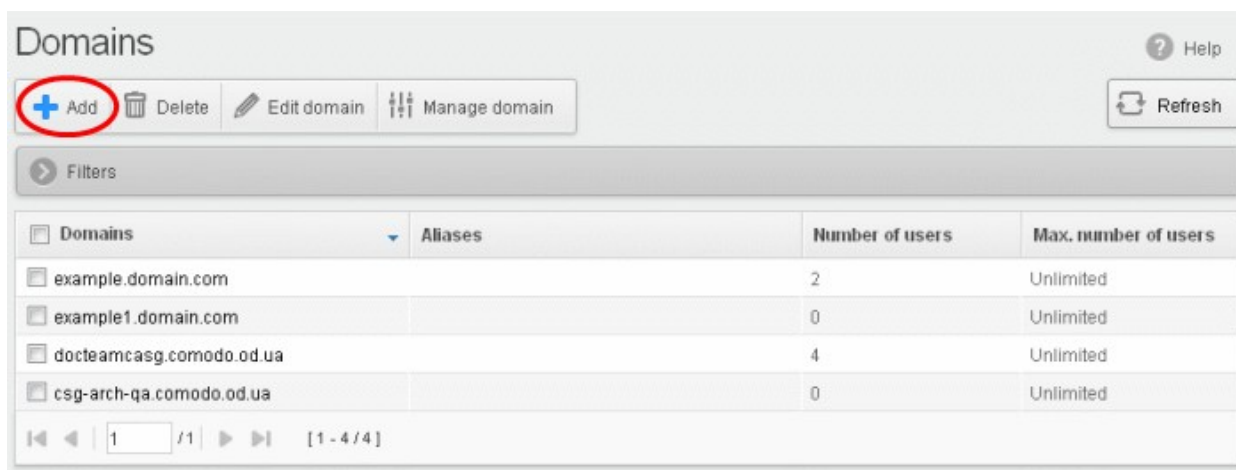 Domains
Help
Add Delete Edit domain Manage domain Refresh
Filters
Domains Aliases Number of users Max. number of users
example.domain.com 2 Unlimited
example1.domain.com 0 Unlimited
docteamcasg.comodo.od.ua 4 Unlimited
csg-arch-qa.comodo.od.ua 0 Unlimited
1 /1 [1 - 4 / 4]